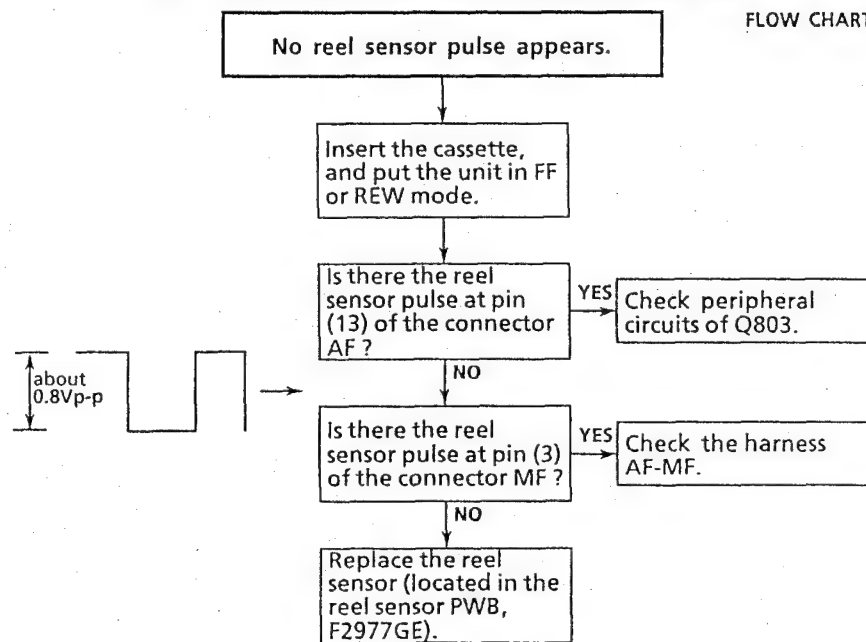 FLOW CHART
No reel sensor pulse appears.
Insert the cassette,
and put the unit in FF
or REW mode.
Is there the reel
sensor pulse at pin
(13) of the connector
AF ?
YES
Check peripheral
circuits of Q803.
NO
about
0.8Vp-p
Is there the reel
sensor pulse at pin (3)
of the connector MF ?
YES
Check the harness
AF-MF.
NO
Replace the reel
sensor (located in the
reel sensor PWB,
F2977GE).